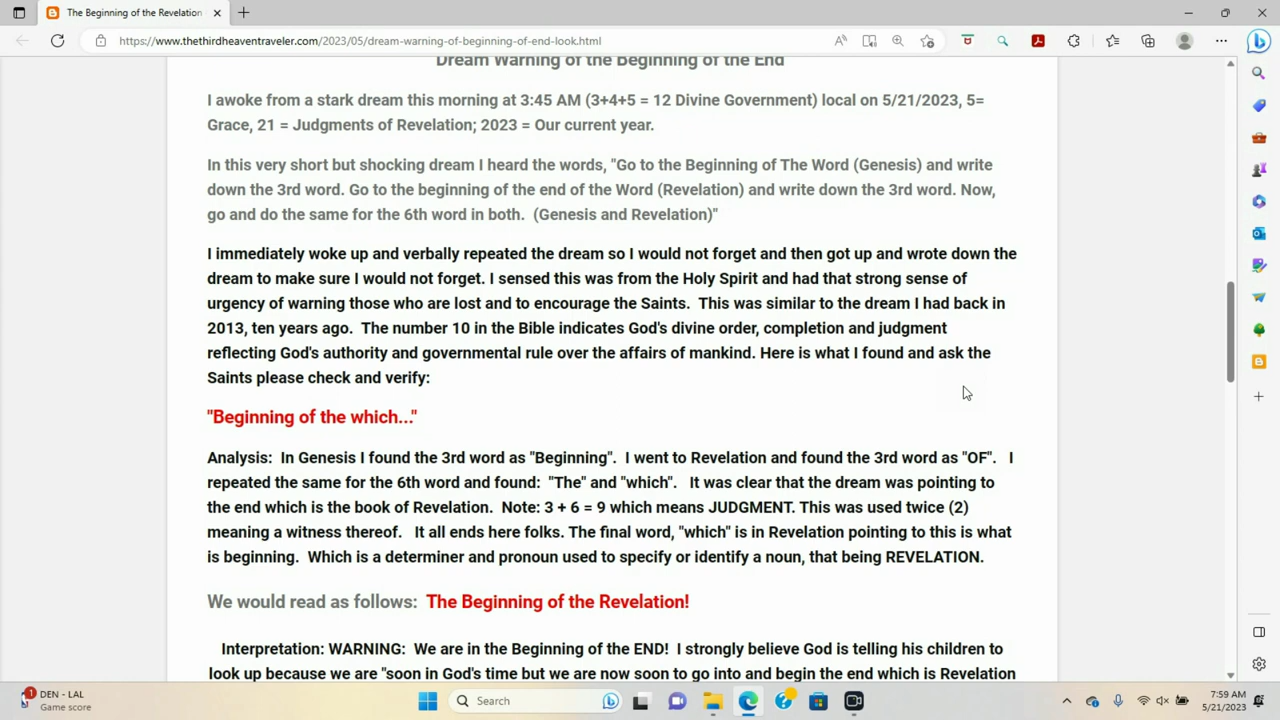 The Beginning of the Revelation
https://www.thethirdheaventraveler.com/2023/05/dream-warning-of-beginning-of-end-look.html
Dream Warning of the Beginning of the End
I awoke from a stark dream this morning at 3:45 AM (3+4+5 = 12 Divine Government) local on 5/21/2023, 5=
Grace, 21 = Judgments of Revelation; 2023 = Our current year.
In this very short but shocking dream I heard the words, "Go to the Beginning of The Word (Genesis) and write
down the 3rd word. Go to the beginning of the end of the Word (Revelation) and write down the 3rd word. Now,
go and do the same for the 6th word in both.  (Genesis and Revelation)"
I immediately woke up and verbally repeated the dream so I would not forget and then got up and wrote down the
dream to make sure I would not forget. I sensed this was from the Holy Spirit and had that strong sense of
urgency of warning those who are lost and to encourage the Saints.  This was similar to the dream I had back in
2013, ten years ago.  The number 10 in the Bible indicates God's divine order, completion and judgment
reflecting God's authority and governmental rule over the affairs of mankind. Here is what I found and ask the
Saints please check and verify:
"Beginning of the which..."
Analysis:  In Genesis I found the 3rd word as "Beginning".  I went to Revelation and found the 3rd word as "OF".   I
repeated the same for the 6th word and found:  "The" and "which".   It was clear that the dream was pointing to
the end which is the book of Revelation.  Note: 3 + 6 = 9 which means JUDGMENT. This was used twice (2)
meaning a witness thereof.   It all ends here folks. The final word, "which" is in Revelation pointing to this is what
is beginning.  Which is a determiner and pronoun used to specify or identify a noun, that being REVELATION.
We would read as follows:  The Beginning of the Revelation!
Interpretation: WARNING:  We are in the Beginning of the END!  I strongly believe God is telling his children to
look up because we are "soon in God's time but we are now soon to go into and begin the end which is Revelation
1
DEN - LAL
Game score
Search
7:59 AM
5/21/2023